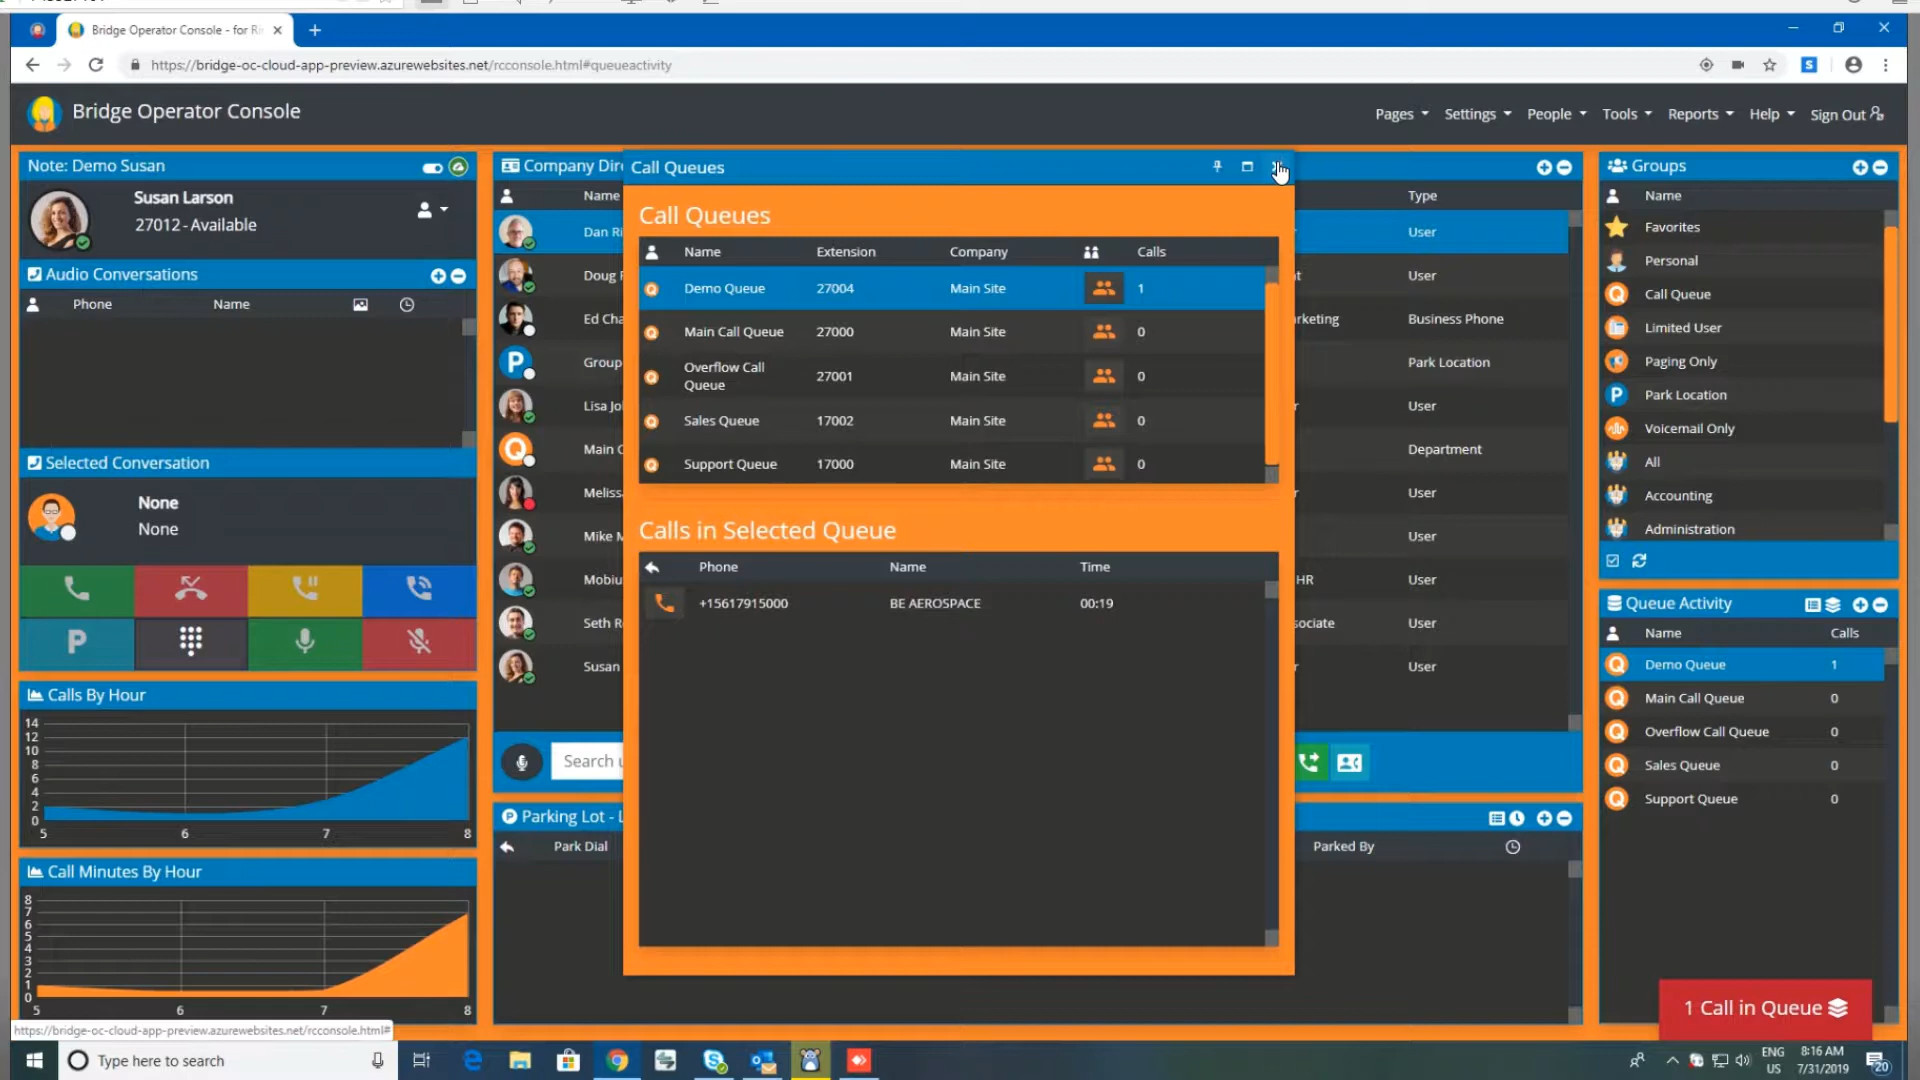 Bridge Operator Console - for Ri
https://bridge-oc-cloud-app-preview.azurewebsites.net/rcconsole.html#queueactivity
S
Bridge Operator Console
Pages
Settings
People
Tools
Reports
Help
Sign Out
Note: Demo Susan
Susan Larson
27012 - Available
Audio Conversations
Phone Name
Selected Conversation
None
None
P
Calls By Hour
14
12
10
8
6
4
2
0
5 6 7 8
Call Minutes By Hour
8
7
6
5
4
3
2
1
0
5 6 7 8
https://bridge-oc-cloud-app-preview.azurewebsites.net/rcconsole.html#
Company Dire
Name Type
Dan Ri User
Doug F t User
Ed Cha rketing Business Phone
P Group Park Location
Lisa Jo r User
Q Main C Department
Meliss r User
Mike M User
Mobiu HR User
Seth R sociate User
Susan r User
Search u
Parking Lot - L
Park Dial Parked By
Call Queues
Call Queues
Name Extension Company Calls
Q Demo Queue 27004 Main Site 1
Q Main Call Queue 27000 Main Site 0
Q Overflow Call Queue 27001 Main Site 0
Q Sales Queue 17002 Main Site 0
Q Support Queue 17000 Main Site 0
Calls in Selected Queue
Phone Name Time
+15617915000 BE AEROSPACE 00:19
Groups
Name
Favorites
Personal
Q Call Queue
Limited User
Paging Only
P Park Location
Voicemail Only
All
Accounting
Administration
Queue Activity
Name Calls
Q Demo Queue 1
Q Main Call Queue 0
Q Overflow Call Queue 0
Q Sales Queue 0
Q Support Queue 0
1 Call in Queue
Type here to search
ENG
US
8:16 AM
7/31/2019
20